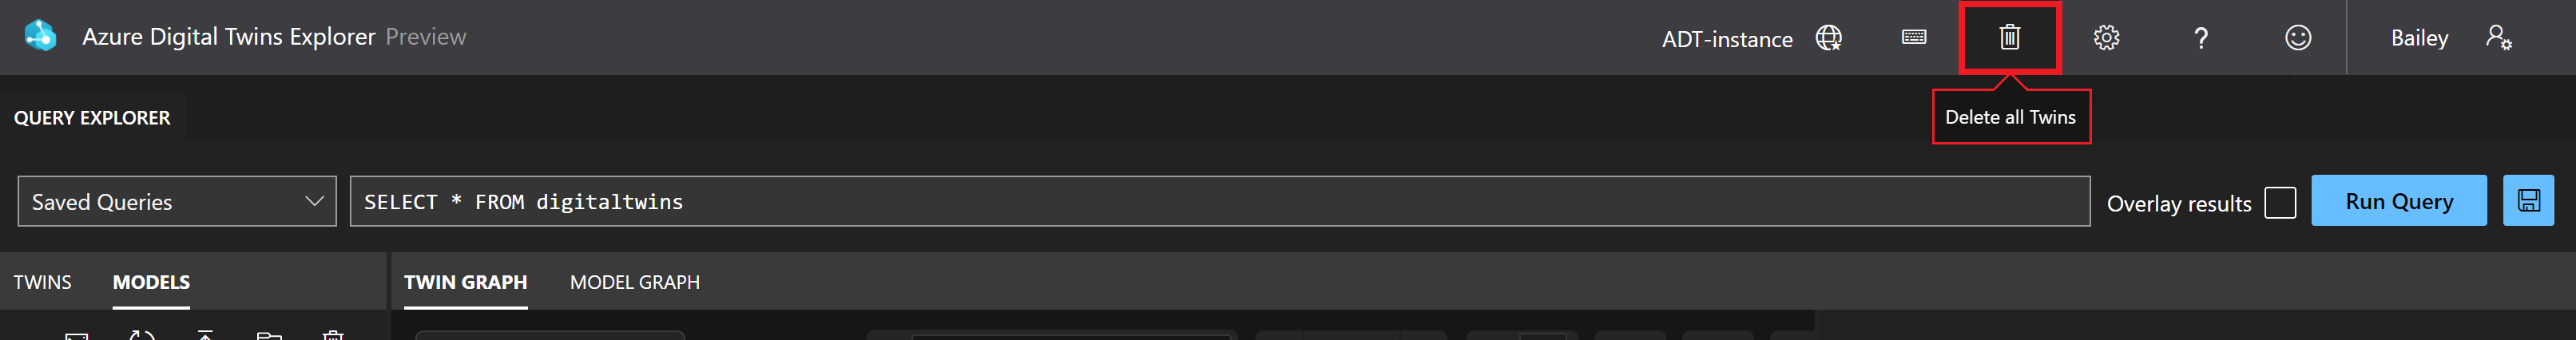 Azure Digital Twins Explorer Preview
ADT-instance
?
Bailey
Delete all Twins
QUERY EXPLORER
Saved Queries
SELECT * FROM digitaltwins
Overlay results
Run Query
TWINS
MODELS
TWIN GRAPH
MODEL GRAPH